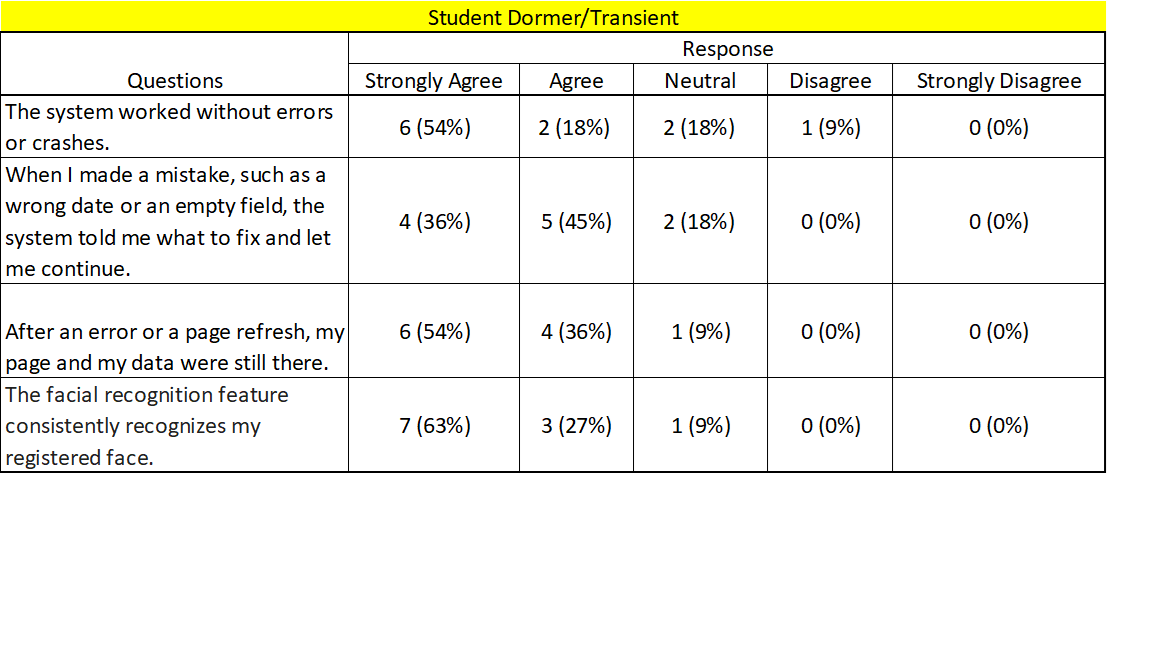 Student Dormer/Transient
Response
Questions Strongly Agree Agree Neutral Disagree Strongly Disagree
The system worked without errors
or crashes.
6 (54%) 2 (18%) 2 (18%) 1 (9%) 0 (0%)
When I made a mistake, such as a
wrong date or an empty field, the
system told me what to fix and let
me continue.
4 (36%) 5 (45%) 2 (18%) 0 (0%) 0 (0%)
After an error or a page refresh, my
page and my data were still there.
6 (54%) 4 (36%) 1 (9%) 0 (0%) 0 (0%)
The facial recognition feature
consistently recognizes my
registered face.
7 (63%) 3 (27%) 1 (9%) 0 (0%) 0 (0%)